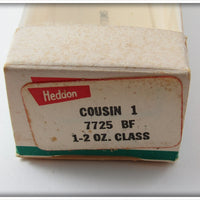 Heddon
COUSIN 1
7725 BF
1-2 OZ. CLASS